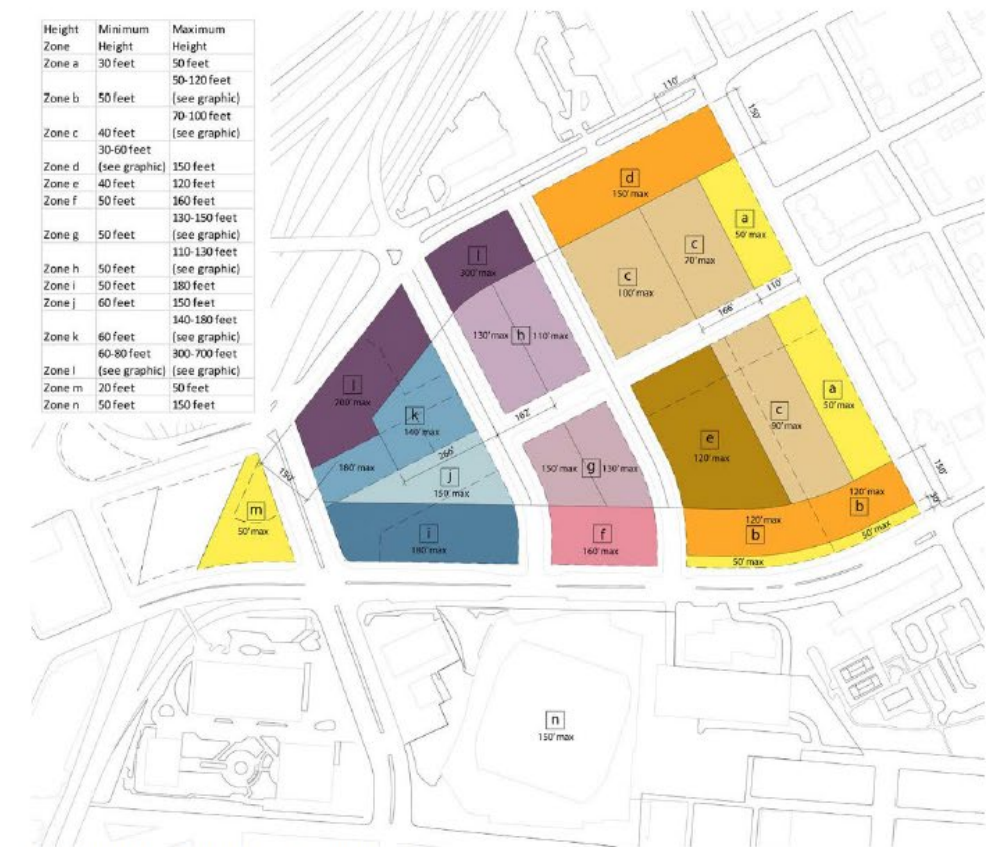 Height Minimum Maximum
Zone Height Height
Zone a 30 feet 50 feet
50-120 feet
Zone b 50 feet (see graphic)
70-100 feet
Zone c 40 feet (see graphic)
30-60 feet
Zone d (see graphic) 150 feet
Zone e 40 feet 120 feet
Zone f 50 feet 160 feet
130-150 feet
Zone g 50 feet (see graphic)
110-130 feet
Zone h 50 feet (see graphic)
Zone i 50 feet 180 feet
Zone j 60 feet 150 feet
140-180 feet
Zone k 60 feet (see graphic)
60-80 feet 300-700 feet
Zone l (see graphic) (see graphic)
Zone m 20 feet 50 feet
Zone n 50 feet 150 feet
110'
150'
d
150' max
a
50' max
c
70' max
c
100' max
l
300' max
130' max h 110' max
110'
166'
l
k
140' max
162'
a
50' max
c
90' max
e
120' max
266'
180' max
150'
j
150' max
150' max g 130' max
150'
m
50' max
i
180' max
f
160' max
120' max
b
120' max
b
50' max
50' max
n
150' max